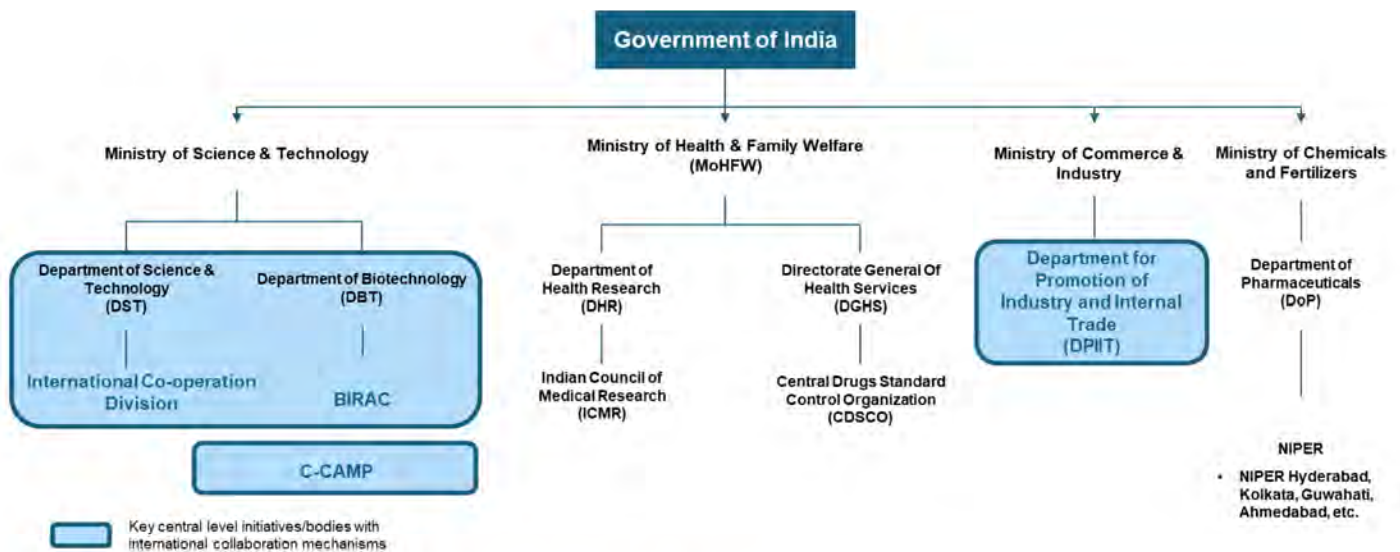 Government of India
Ministry of Science & Technology
Ministry of Health & Family Welfare
(MoHFW)
Ministry of Commerce &
Industry
Ministry of Chemicals
and Fertilizers
Department of Science &
Technology
(DST)
Department of Biotechnology
(DBT)
Department of
Health Research
(DHR)
Directorate General Of
Health Services
(DGHS)
Department for
Promotion of
Industry and Internal
Trade
(DPIIT)
Department of
Pharmaceuticals
(DoP)
International Co-operation
Division
BIRAC
Indian Council of
Medical Research
(ICMR)
Central Drugs Standard
Control Organization
(CDSCO)
C-CAMP
NIPER
• NIPER Hyderabad,
Kolkata, Guwahati,
Ahmedabad, etc.
Key central level initiatives/bodies with
international collaboration mechanisms